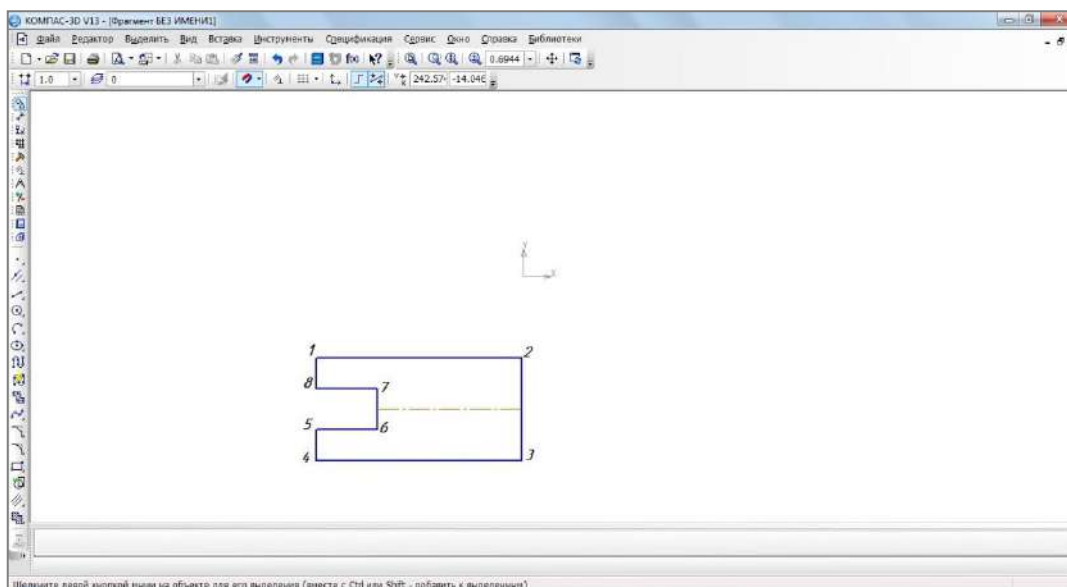 КОМПАС-3D V13 - [Фрагмент БЕЗ ИМЕНИ1]
Файл Редактор Выделить Вид Вставка Инструменты Спецификация Сервис Окно Справка Библиотеки
0.6944
1.0 0 242.57 -14.046
Y
X
1 2
8 7
5 6
4 3
Щелкните левой кнопкой мыши на объекте для его выделения (вместе с Ctrl или Shift - добавить к выделенным)